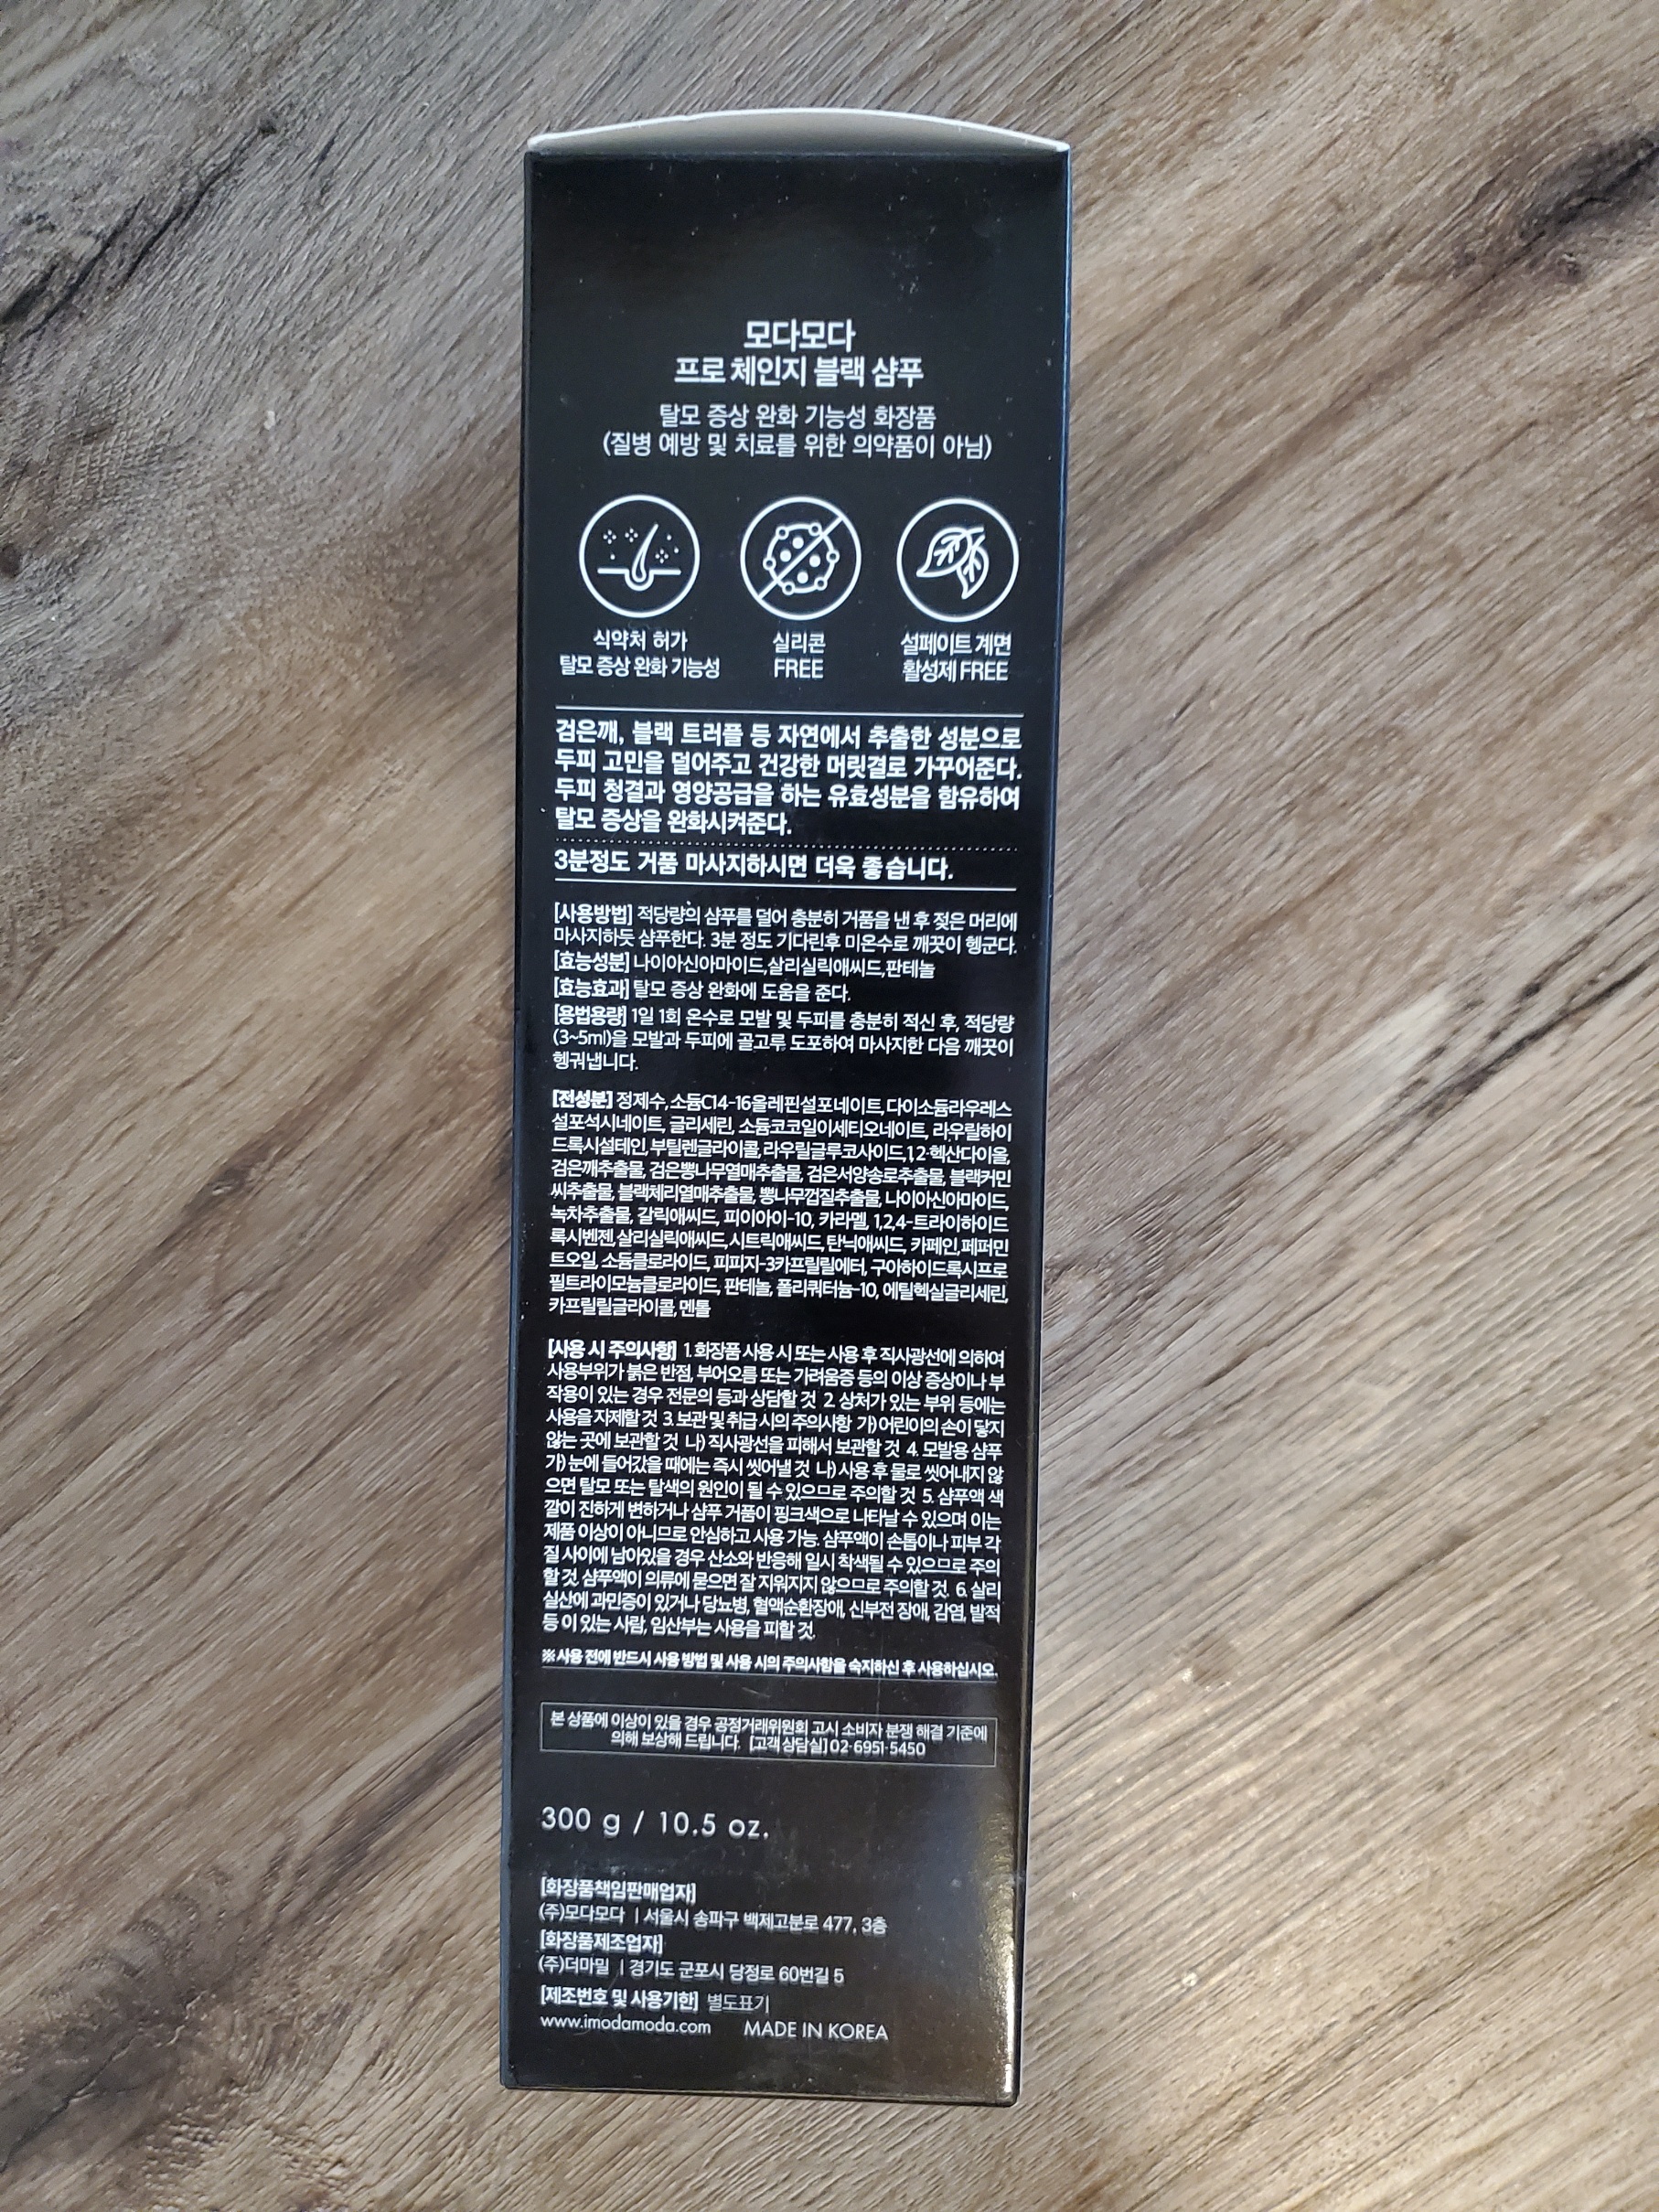 모다모다
프로 체인지 블랙 샴푸
탈모 증상 완화 기능성 화장품
(질병 예방 및 치료를 위한 의약품이 아님)
식약처 허가
탈모 증상 완화 기능성
실리콘
FREE
설페이트 계면
활성제 FREE
검은깨, 블랙 트러플 등 자연에서 추출한 성분으로
두피 고민을 덜어주고 건강한 머릿결로 가꾸어준다.
두피 청결과 영양공급을 하는 유효성분을 함유하여
탈모 증상을 완화시켜준다.
3분정도 거품 마사지하시면 더욱 좋습니다.
[사용방법] 적당량의 샴푸를 덜어 충분히 거품을 낸 후 젖은 머리에
마사지하듯 샴푸한다. 3분 정도 기다린후 미온수로 깨끗이 헹군다.
[효능성분] 나이아신아마이드,살리실릭애씨드,판테놀
[효능효과] 탈모 증상 완화에 도움을 준다.
[용법용량] 1일 1회 온수로 모발 및 두피를 충분히 적신 후, 적당량
(3~5ml)을 모발과 두피에 골고루 도포하여 마사지한 다음 깨끗이
헹궈냅니다.
[전성분] 정제수, 소듐C14-16올레핀설포네이트, 다이소듐라우레스
설포석시네이트, 글리세린, 소듐코코일이세티오네이트, 라우릴하이
드록시설테인, 부틸렌글라이콜, 라우릴글루코사이드,1,2-헥산다이올,
검은깨추출물, 검은뽕나무열매추출물, 검은서양송로추출물, 블랙커민
씨추출물, 블랙체리열매추출물, 뽕나무껍질추출물, 나이아신아마이드,
녹차추출물, 갈릭애씨드, 피이아이-10, 카라멜, 1,2,4-트라이하이드
록시벤젠, 살리실릭애씨드, 시트릭애씨드, 탄닉애씨드, 카페인, 페퍼민
트오일, 소듐클로라이드, 피피지-3카프릴릴에터, 구아하이드록시프로
필트라이모늄클로라이드, 판테놀, 폴리쿼터늄-10, 에틸헥실글리세린,
카프릴릴글라이콜, 멘톨
[사용 시 주의사항] 1. 화장품 사용 시 또는 사용 후 직사광선에 의하여
사용부위가 붉은 반점, 부어오름 또는 가려움증 등의 이상 증상이나 부
작용이 있는 경우 전문의 등과 상담할 것 2. 상처가 있는 부위 등에는
사용을 자제할 것 3. 보관 및 취급 시의 주의사항 가) 어린이의 손이 닿지
않는 곳에 보관할 것 나) 직사광선을 피해서 보관할 것 4. 모발용 샴푸
가) 눈에 들어갔을 때에는 즉시 씻어낼 것 나) 사용 후 물로 씻어내지 않
으면 탈모 또는 탈색의 원인이 될 수 있으므로 주의할 것 5. 샴푸액 색
깔이 진하게 변하거나 샴푸 거품이 핑크색으로 나타날 수 있으며 이는
제품 이상이 아니므로 안심하고 사용 가능. 샴푸액이 손톱이나 피부 각
질 사이에 남아있을 경우 산소와 반응해 일시 착색될 수 있으므로 주의
할 것. 샴푸액이 의류에 묻으면 잘 지워지지 않으므로 주의할 것. 6. 살리
실산에 과민증이 있거나 당뇨병, 혈액순환장애, 신부전 장애, 감염, 발적
등 이 있는 사람, 임산부는 사용을 피할 것.
※ 사용 전에 반드시 사용 방법 및 사용 시의 주의사항을 숙지하신 후 사용하십시오.
본 상품에 이상이 있을 경우 공정거래위원회 고시 소비자 분쟁 해결 기준에
의해 보상해 드립니다. [고객 상담실] 02-6951-5450
300 g / 10.5 oz.
[화장품책임판매업자]
(주)모다모다 | 서울시 송파구 백제고분로 477, 3층
[화장품제조업자]
(주)더마밀 | 경기도 군포시 당정로 60번길 5
[제조번호 및 사용기한] 별도표기
www.imodamoda.com MADE IN KOREA